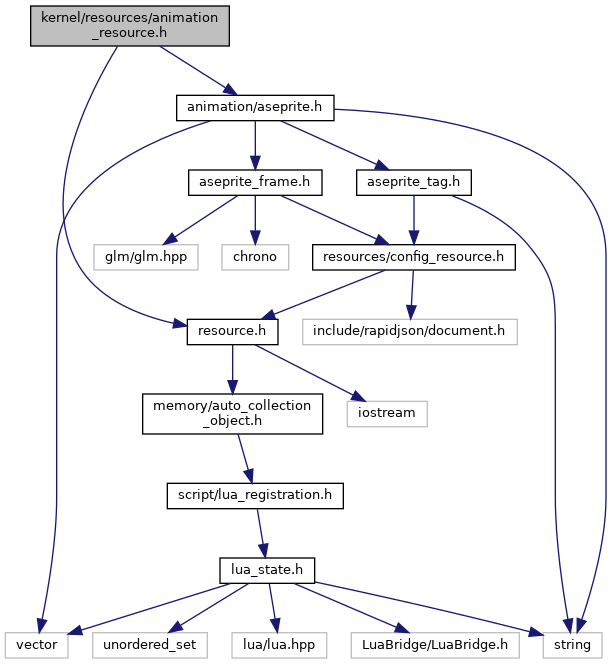 kernel/resources/animation
_resource.h
animation/aseprite.h
aseprite_frame.h
aseprite_tag.h
glm/glm.hpp
chrono
resources/config_resource.h
resource.h
include/rapidjson/document.h
memory/auto_collection
_object.h
iostream
script/lua_registration.h
lua_state.h
vector
unordered_set
lua/lua.hpp
LuaBridge/LuaBridge.h
string